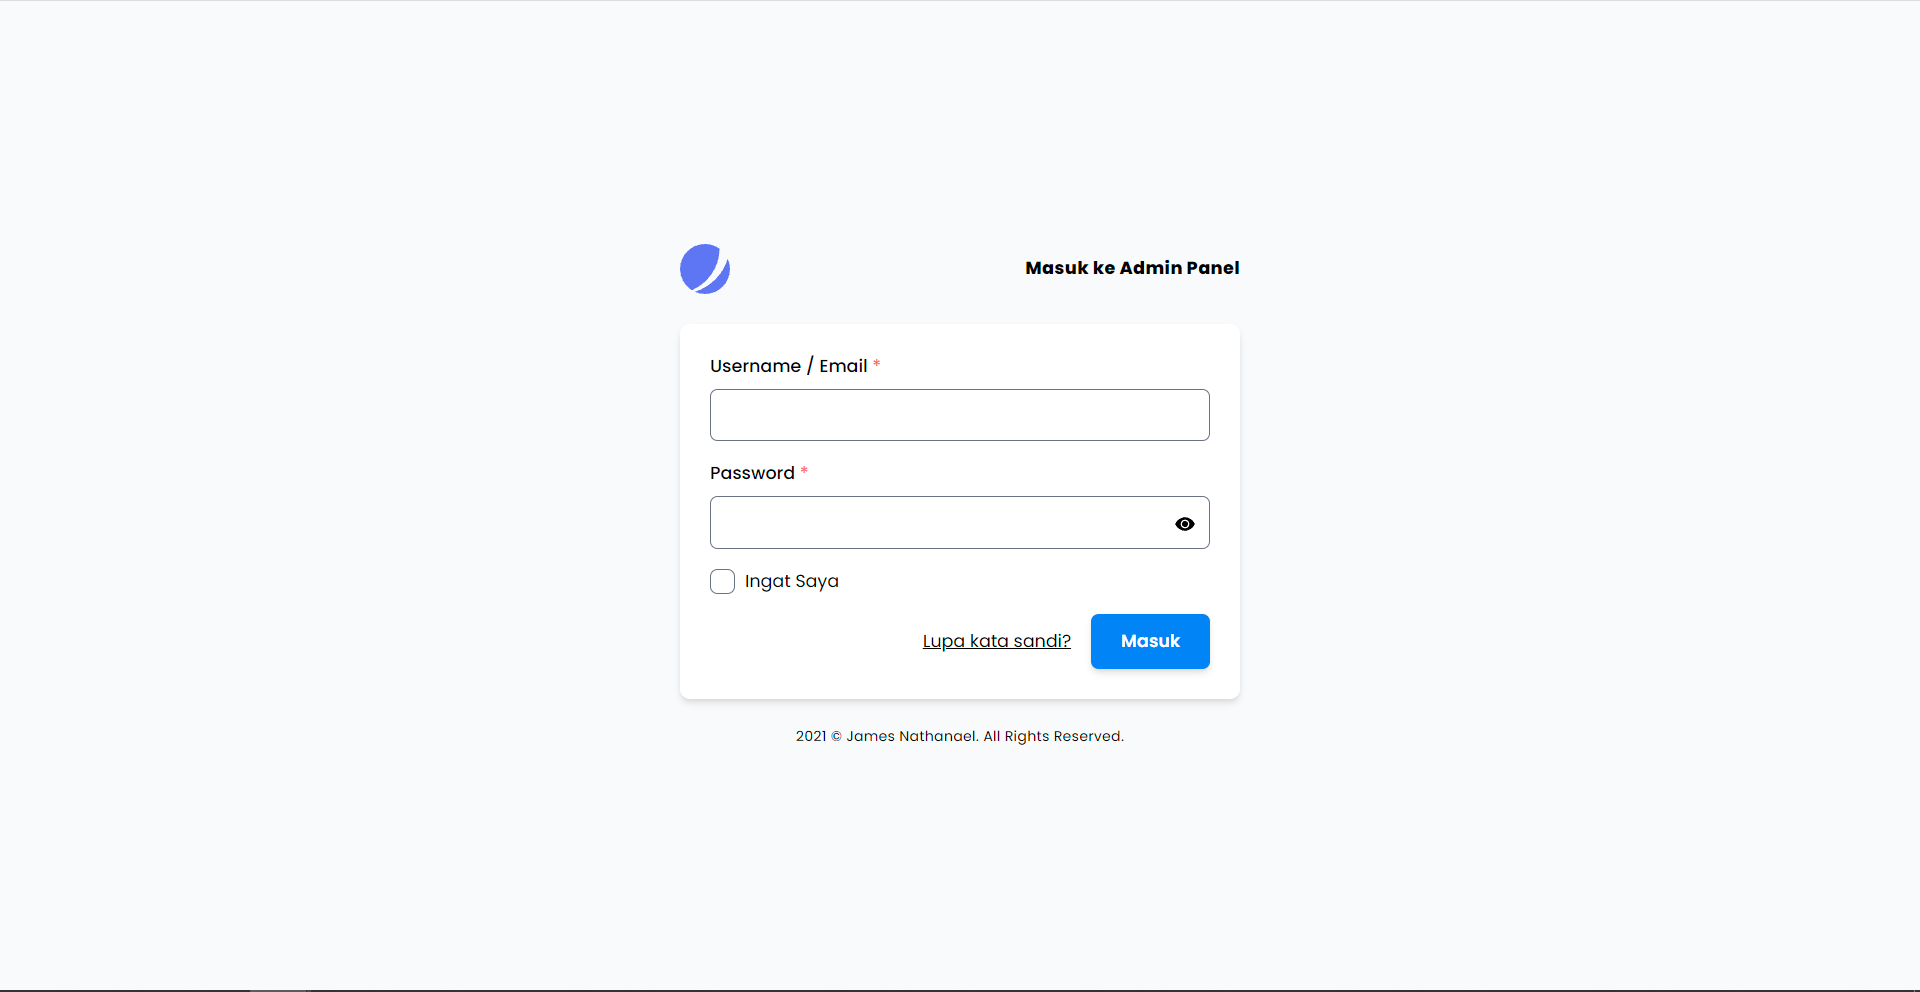 Masuk ke Admin Panel
Username / Email *
Password *
Ingat Saya
Lupa kata sandi?
Masuk
2021 © James Nathanael. All Rights Reserved.